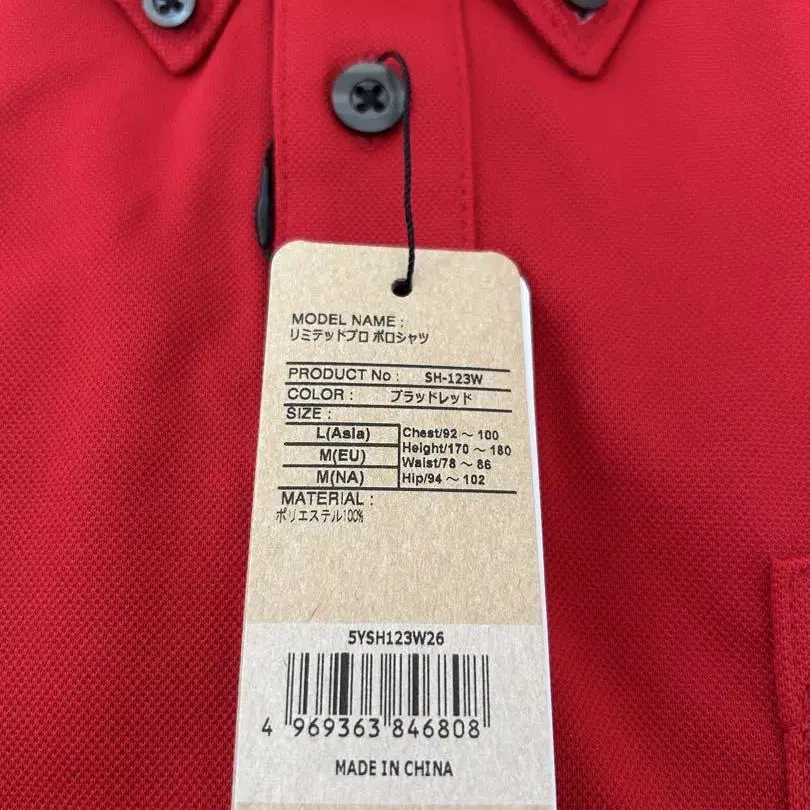 MODEL NAME :
リミテッドプロ ポロシャツ
PRODUCT No : SH-123W
COLOR : ブラッドレッド
SIZE :
L(Asia) Chest/92 ～ 100
M(EU) Height/170 ～ 180
Waist/78 ～ 86
M(NA) Hip/94 ～ 102
MATERIAL :
ポリエステル100%
5YSH123W26
4 969363 846808
MADE IN CHINA